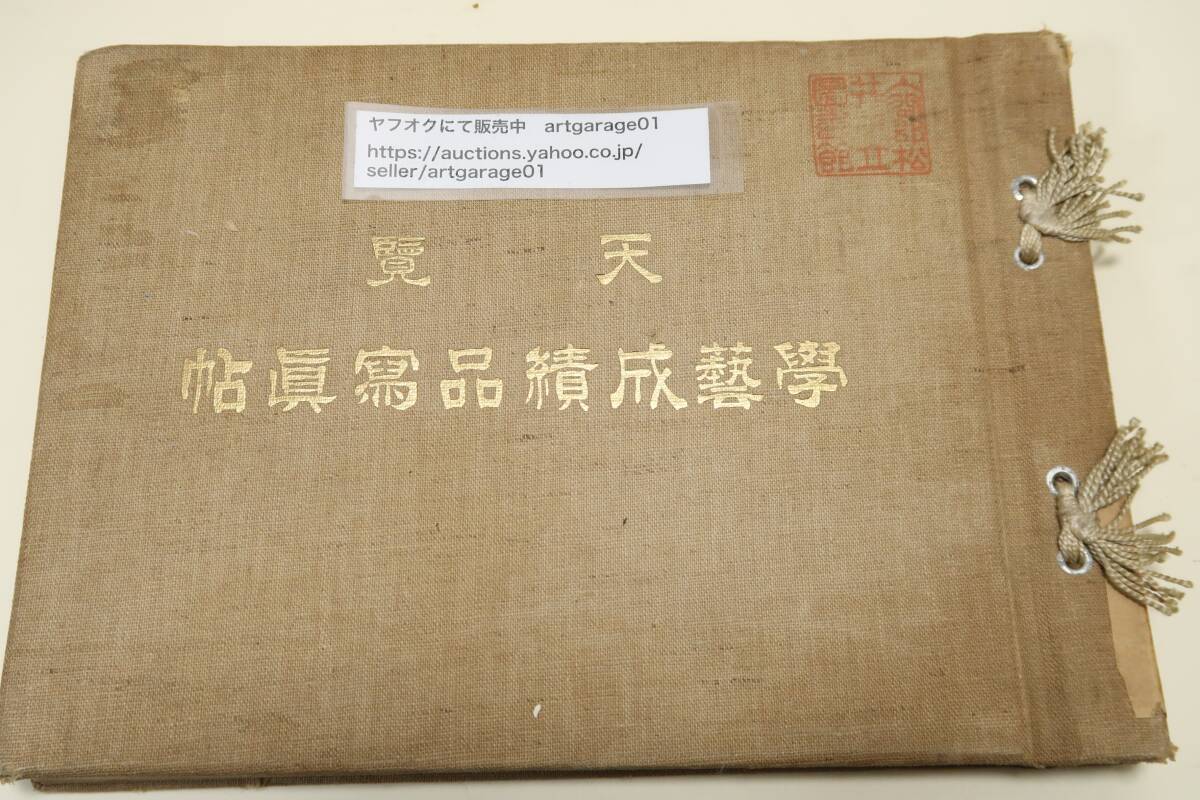 ヤフオクにて販売中 artgarage01
https://auctions.yahoo.co.jp/
seller/artgarage01
天覽
學藝成績品寫眞帖